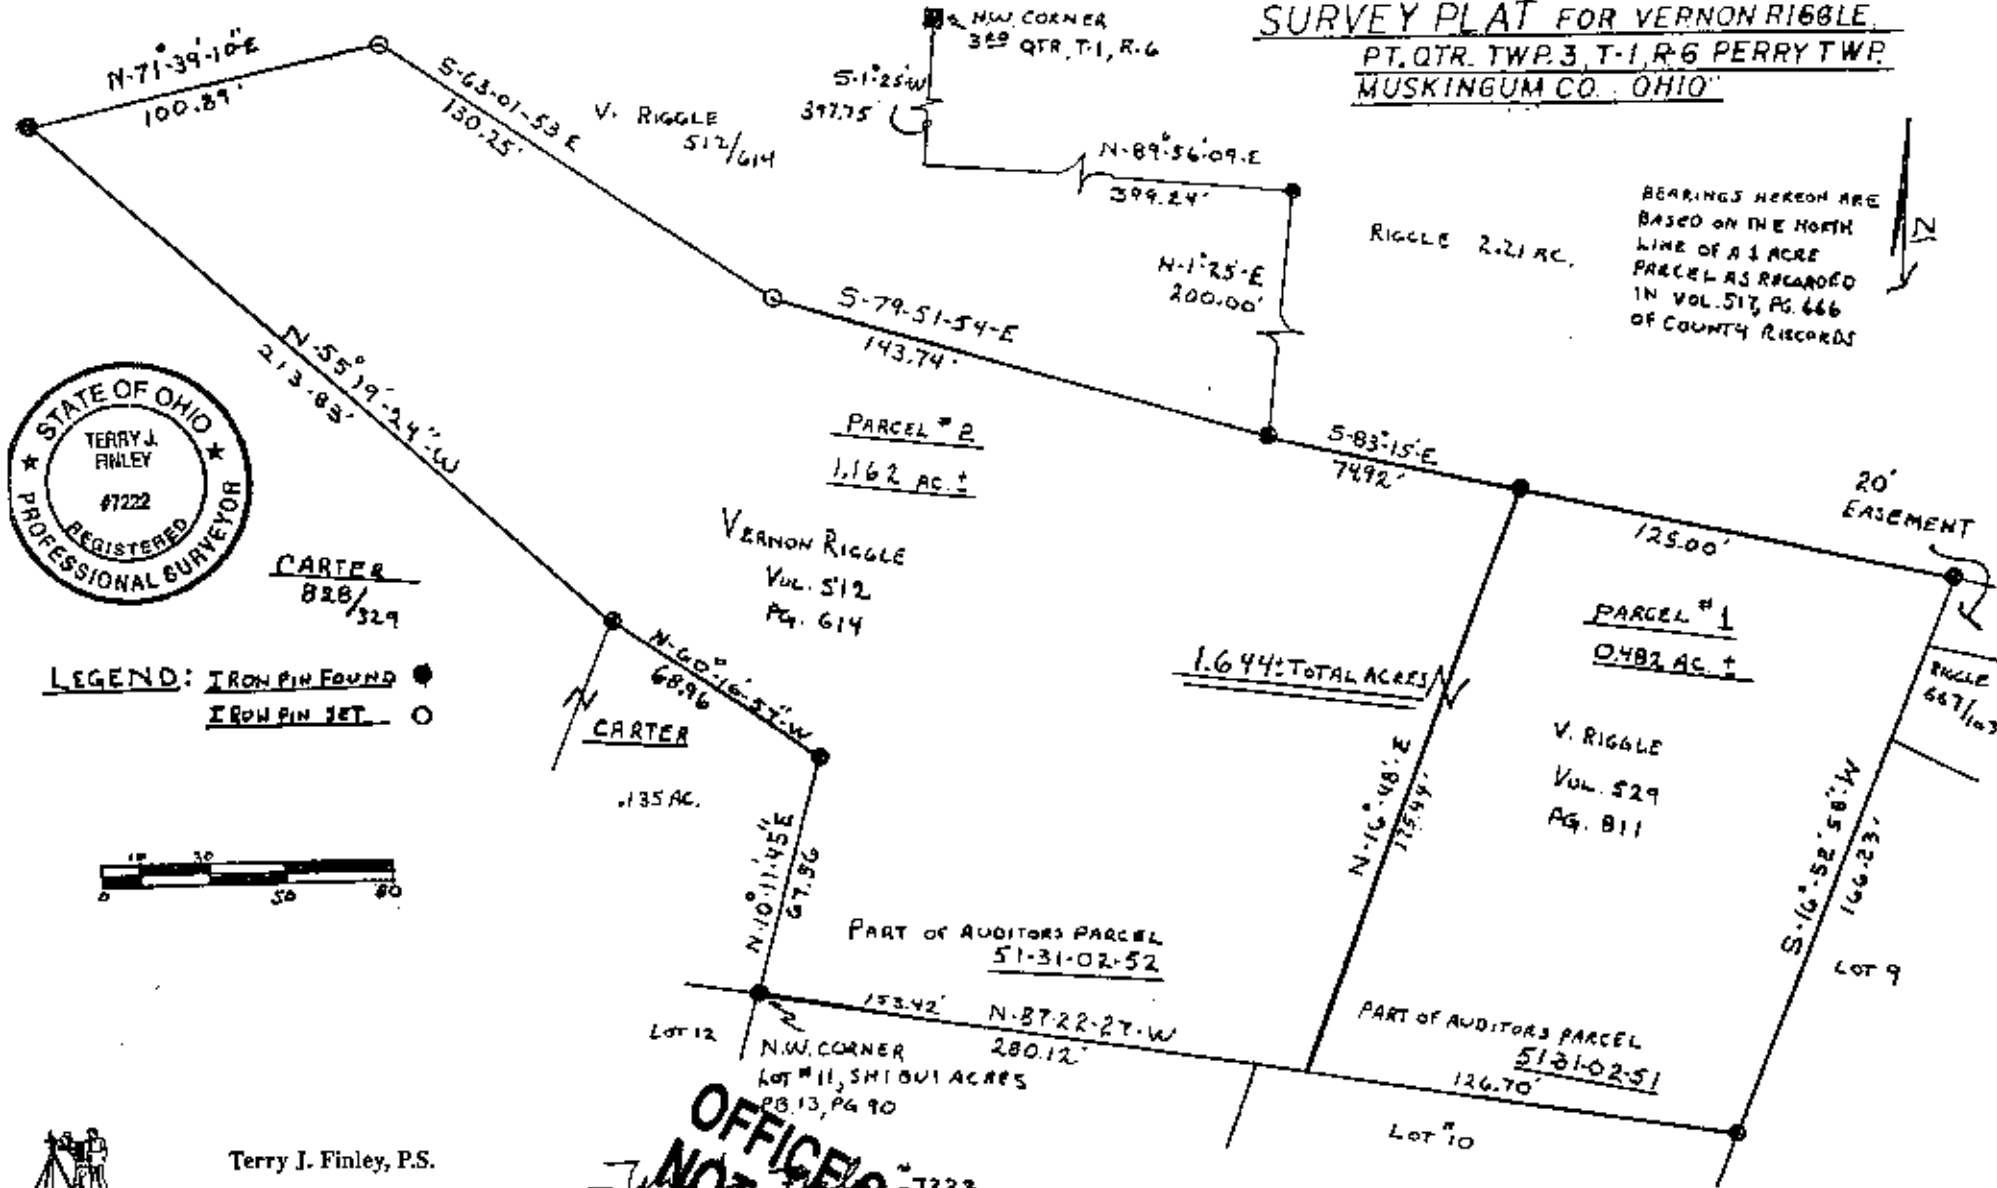 SURVEY PLAT FOR VERNON RIGGLE
PT. QTR. TWP. 3, T-1, R-6 PERRY TWP.
MUSKINGUM CO. OHIO
N.W. CORNER
3RD QTR, T-1, R-6
S-1°25'-W
397.75
N-89°56'09-E
399.24'
N-1°25'-E
200.00'
RIGGLE 2.21 AC.
BEARINGS HEREON ARE
BASED ON THE NORTH
LINE OF A 1 ACRE
PARCEL AS RECORDED
IN VOL. 517, PG. 666
OF COUNTY RECORDS
N
N-71°-39'-10"E
100.89'
S-63-01-53 E
130.25'
V. RIGGLE
512/614
S-79-51-54-E
143.74'
S-83°-15'-E
74.92'
125.00'
20'
EASEMENT
N-55°19'-24"-W
213.83'
STATE OF OHIO
TERRY J.
FINLEY
#7222
REGISTERED
PROFESSIONAL SURVEYOR
PARCEL #2
1.162 AC. ±
VERNON RIGGLE
VOL. 512
PG. 614
CARTER
828/329
LEGEND: IRON PIN FOUND
IRON PIN SET
N-60°-16'-57"-W
68.96
CARTER
.135 AC.
1.644± TOTAL ACRES
PARCEL #1
0.482 AC. ±
V. RIGGLE
VOL. 529
PG. 811
RIGGLE
667/103
N-16°-48'-E
175.44'
S-16°-52'58"-W
166.23'
LOT 9
10 30
0 50 80
N-10°-11'-45"E
67.56
PART OF AUDITORS PARCEL
51-31-02-52
153.42'
N-87-22-27-W
280.12'
PART OF AUDITORS PARCEL
51-31-02-51
126.70'
LOT 12
N.W. CORNER
LOT #11, SHIBUI ACRES
PB. 13, PG 90
LOT #10
Terry J. Finley, P.S.